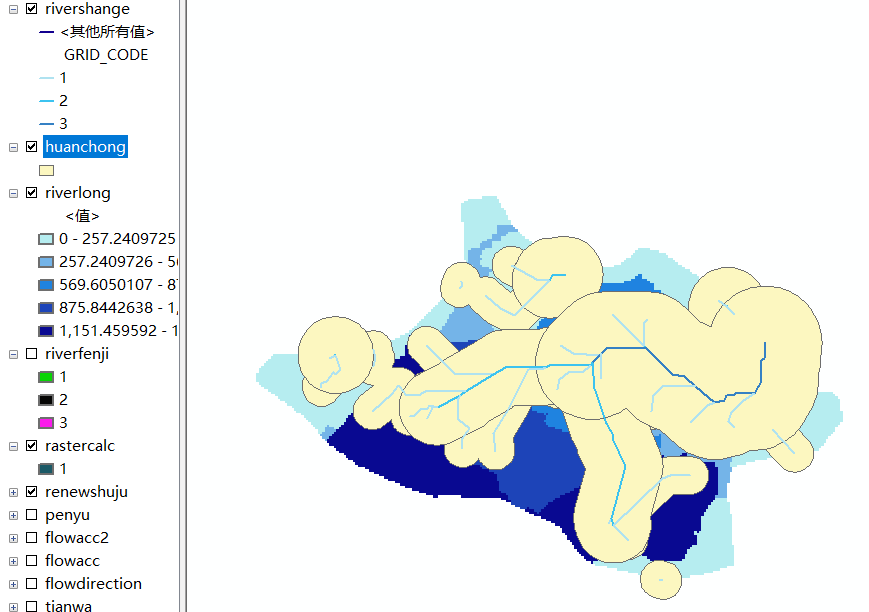 rivershange
<其他所有值>
GRID_CODE
1
2
3
huanchong
riverlong
<值>
0 - 257.2409725
257.2409726 - 5
569.6050107 - 8
875.8442638 - 1,
1,151.459592 - 1
riverfenji
1
2
3
rastercalc
1
renewshuju
penyu
flowacc2
flowacc
flowdirection
tianwa